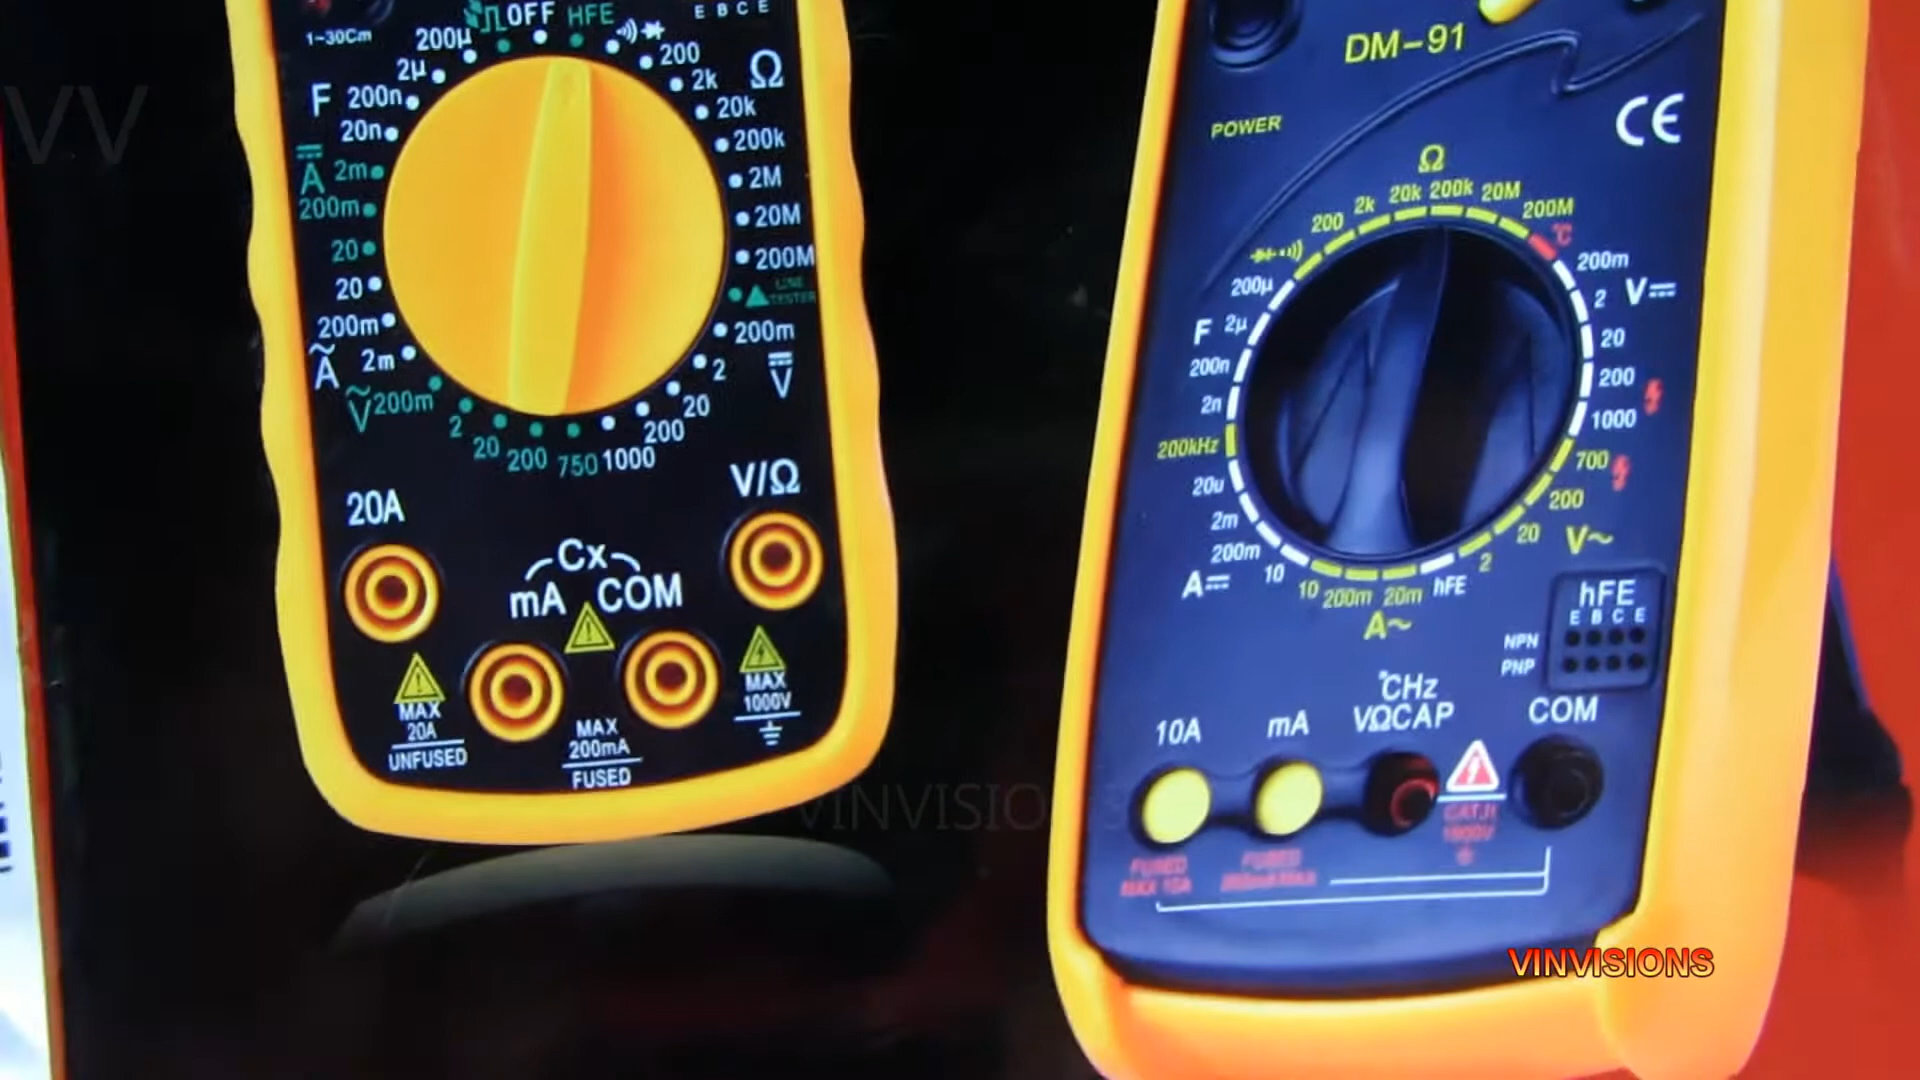 OFF
HFE
E B C E
1-30Cm
200µ
2µ
F
200n
20n
A
2m
200m
20
20
200m
A
2m
V
200m
2
20
200
750
1000
200
20
2
V
200m
LINE
TESTER
200M
20M
2M
200k
20k
2k
200
Ω
20A
V/Ω
Cx
mA
COM
MAX
20A
UNFUSED
MAX
200mA
FUSED
MAX
1000V
DM-91
CE
POWER
Ω
200
2k
20k
200k
20M
200M
°C
200m
V
2
20
200
1000
700
200
20
V~
2
hFE
20m
200m
10
A~
10
A
200m
2m
20u
200kHz
2n
200n
F
2µ
200µ
hFE
E B C E
NPN
PNP
10A
mA
°CHz
VΩCAP
COM
CAT.II
1000V
FUSED
MAX 10A
FUSED
200mA MAX
VV
VINVISIONS
VINVISIONS